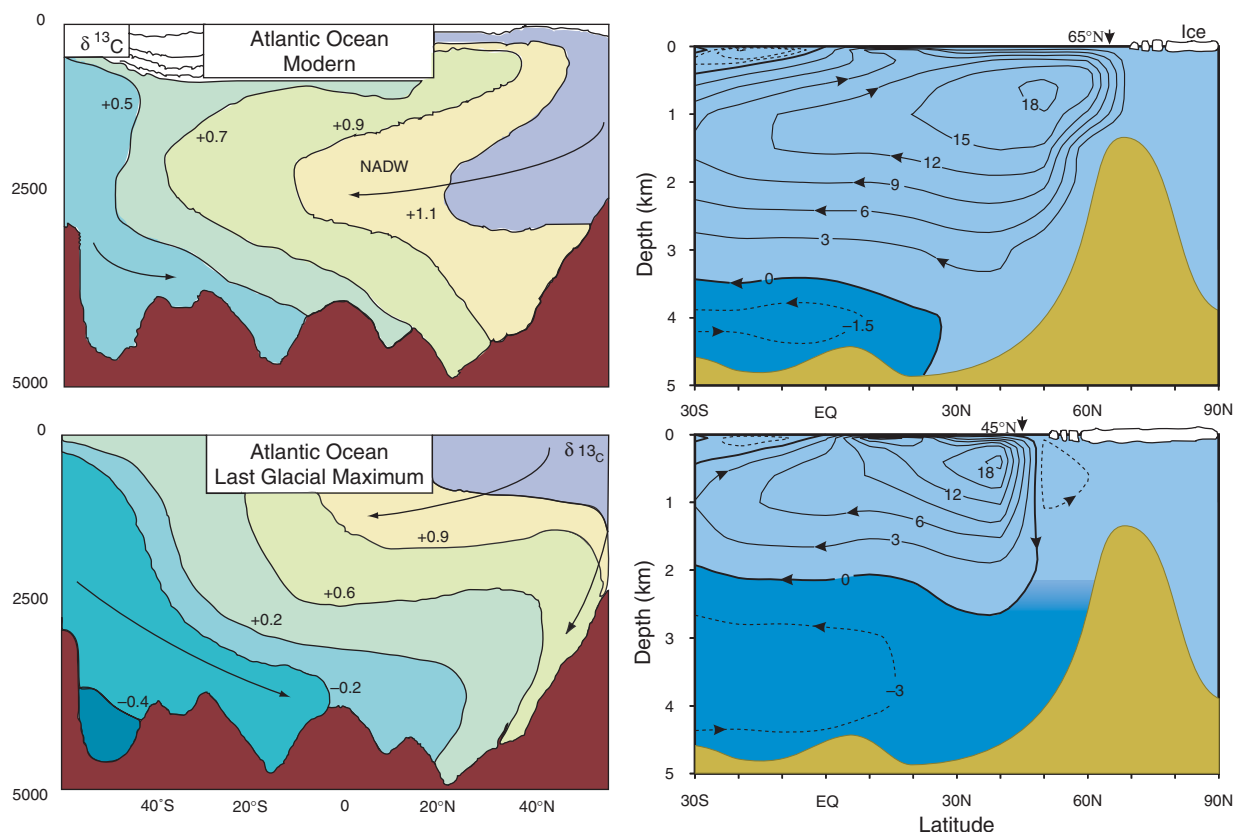 0
δ 13C
Atlantic Ocean
Modern
+0.5
+0.7
+0.9
NADW
+1.1
2500
5000
65°N
Ice
0
1
2
3
4
5
Depth (km)
18
15
12
9
6
3
0
–1.5
30S
EQ
30N
60N
90N
0
Atlantic Ocean
Last Glacial Maximum
δ 13C
+0.9
+0.6
+0.2
–0.2
–0.4
2500
5000
40°S
20°S
0
20°N
40°N
45°N
0
1
2
3
4
5
Depth (km)
18
12
6
3
0
–3
30S
EQ
30N
60N
90N
Latitude